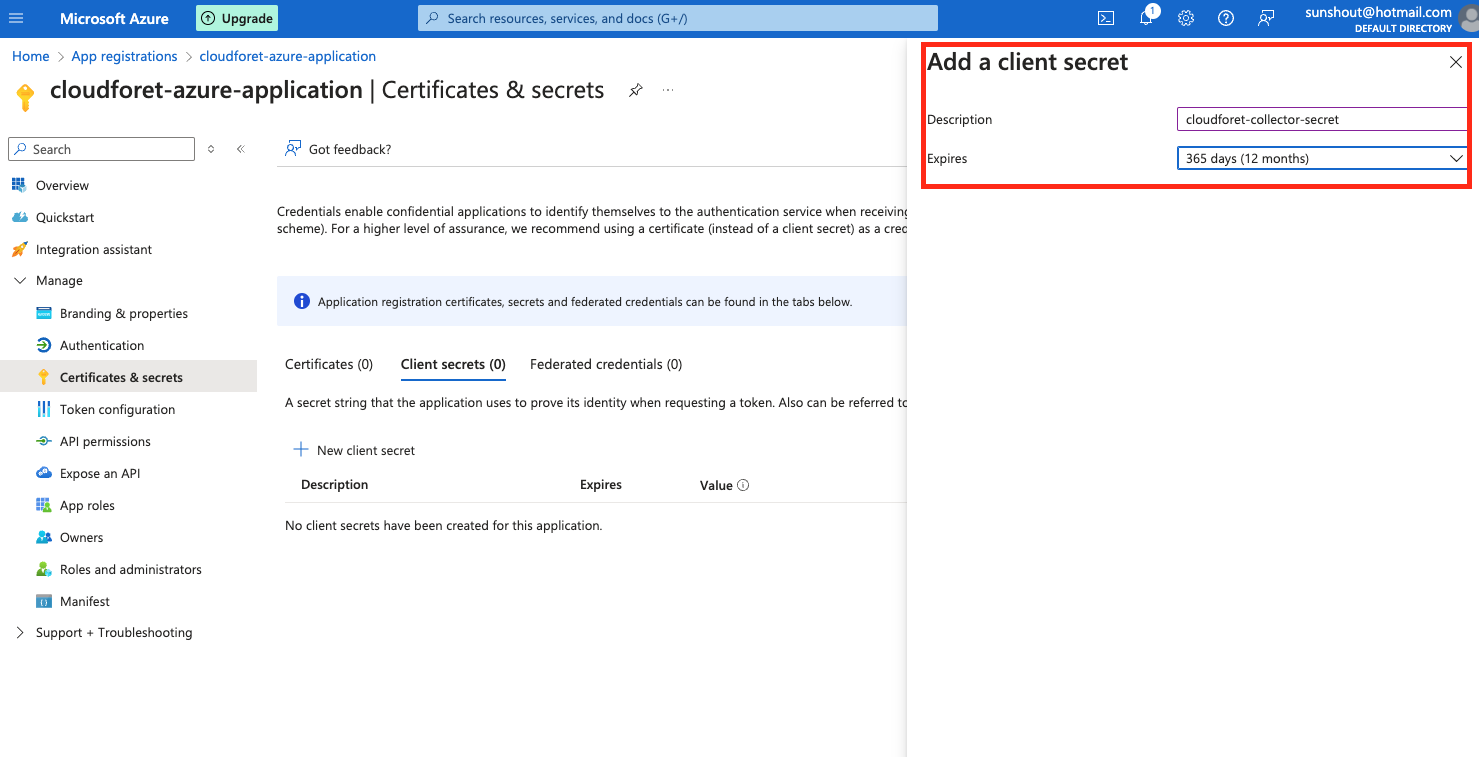 Microsoft Azure
Upgrade
Search resources, services, and docs (G+/)
1
sunshout@hotmail.com
DEFAULT DIRECTORY
Home > App registrations > cloudforet-azure-application
cloudforet-azure-application | Certificates & secrets
...
Search
Overview
Quickstart
Integration assistant
Manage
Branding & properties
Authentication
Certificates & secrets
Token configuration
API permissions
Expose an API
App roles
Owners
Roles and administrators
Manifest
Support + Troubleshooting
Got feedback?
Credentials enable confidential applications to identify themselves to the authentication service when receiving
scheme). For a higher level of assurance, we recommend using a certificate (instead of a client secret) as a cred
Application registration certificates, secrets and federated credentials can be found in the tabs below.
Certificates (0) Client secrets (0) Federated credentials (0)
A secret string that the application uses to prove its identity when requesting a token. Also can be referred to
New client secret
Description Expires Value
No client secrets have been created for this application.
Add a client secret
Description cloudforet-collector-secret
Expires 365 days (12 months)